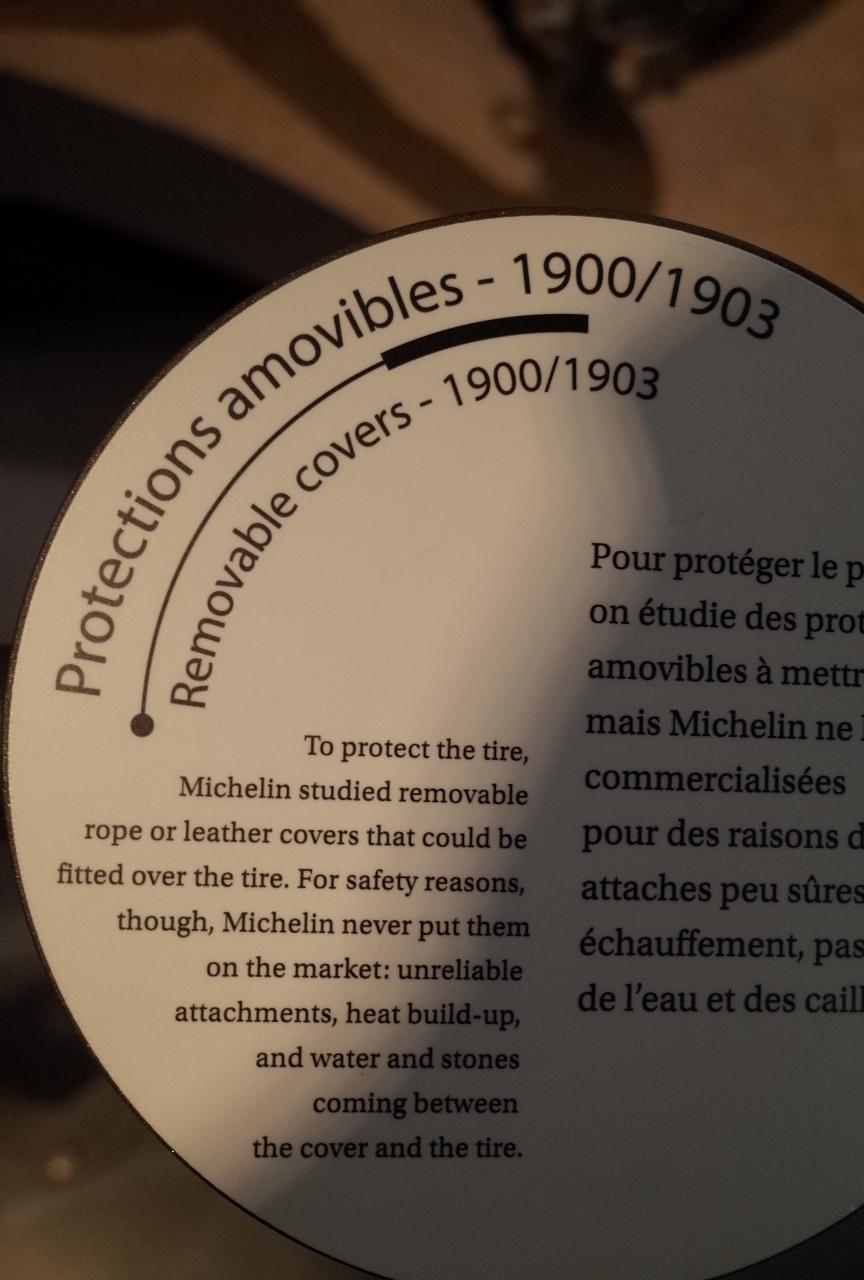 Protections amovibles - 1900/1903
Removable covers - 1900/1903
To protect the tire,
Michelin studied removable
rope or leather covers that could be
fitted over the tire. For safety reasons,
though, Michelin never put them
on the market: unreliable
attachments, heat build-up,
and water and stones
coming between
the cover and the tire.
Pour protéger le
on étudie des
amovibles à
mais Michelin ne
commercialisées
pour des raisons
attaches peu sûres
échauffement,
de l'eau et des